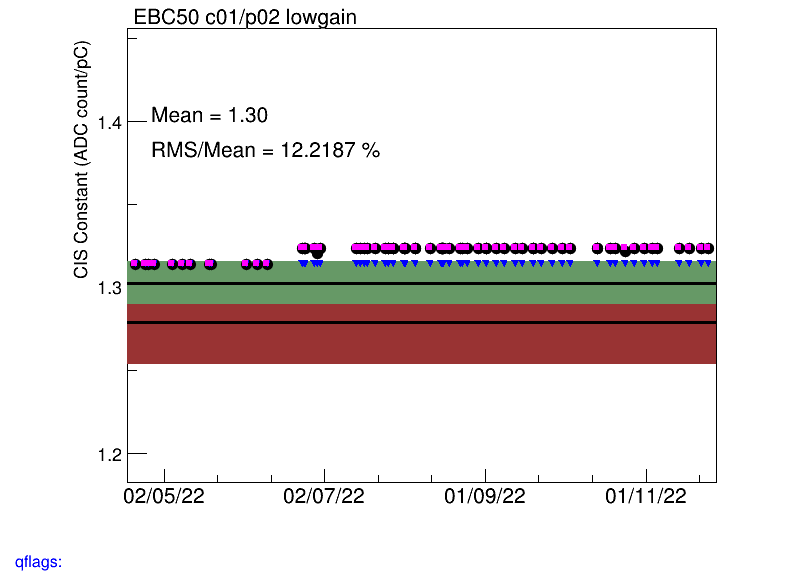 EBC50 c01/p02 lowgain
CIS Constant (ADC count/pC)
Mean = 1.30
RMS/Mean = 12.2187 %
1.4
1.3
1.2
02/05/22 02/07/22 01/09/22 01/11/22
qflags: